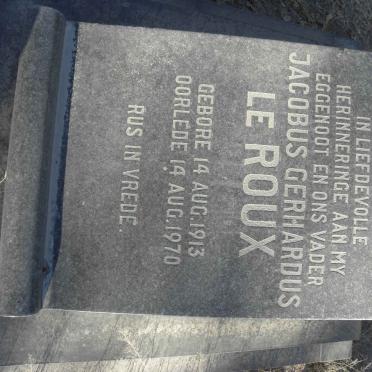 IN LIEFDEVOLLE
HERINNERINGE AAN MY
EGGENOOT EN ONS VADER
JACOBUS GERHARDUS
LE ROUX
GEBORE 14 AUG. 1913
OORLEDE 14 AUG. 1970
RUS IN VREDE.